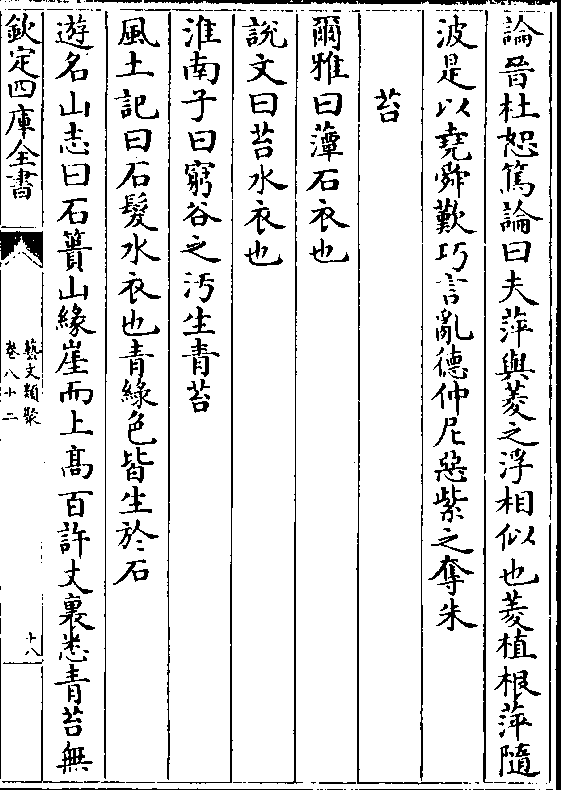 論晉杜恕篤論曰夫萍與菱之浮相似也菱植根萍隨
波是以堯舜歎巧言亂德仲尼惡紫之奪朱
苔
爾雅曰藫石衣也
說文曰苔水衣也
淮南子曰窮谷之汚生青苔
風土記曰石髮水衣也青綠色皆生於石
遊名山志曰石簣山緣崖而上髙百許丈裏悉青苔無
欽定四庫全書
藝文類聚
卷八十二
十八